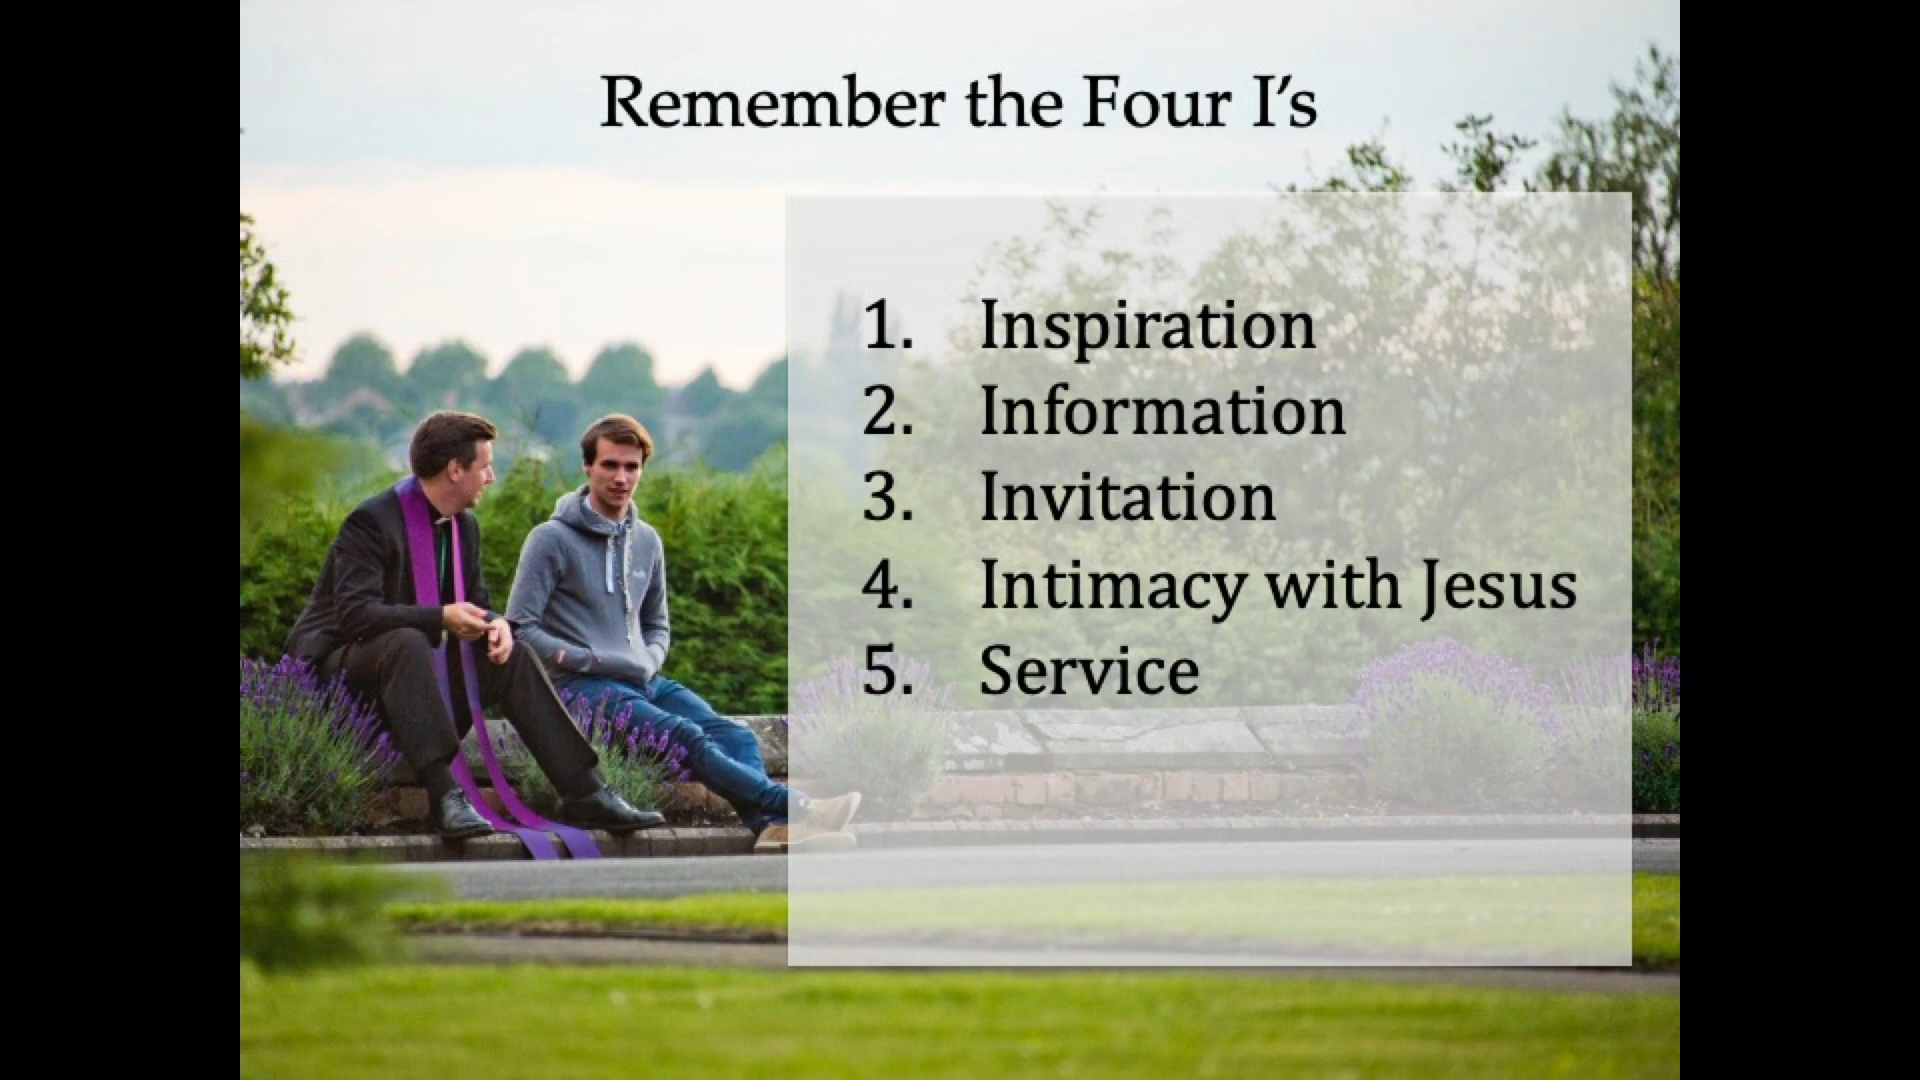 Remember the Four I's
1. Inspiration
2. Information
3. Invitation
4. Intimacy with Jesus
5. Service